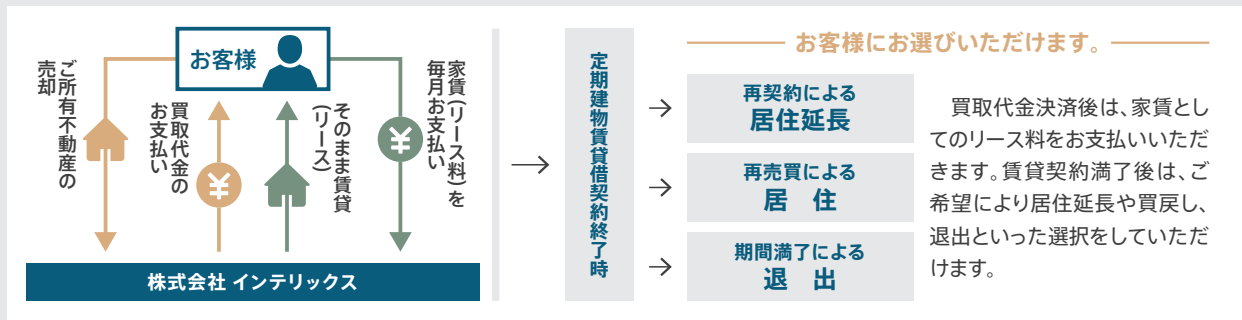 お客様
ご所有不動産の
売却
買取代金の
お支払い
そのまま賃貸
(リース)
家賃(リース料)を
毎月お支払い
株式会社 インテリックス
定期建物賃貸借契約終了時
お客様にお選びいただけます。
再契約による
居住延長
再売買による
居 住
期間満了による
退 出
買取代金決済後は、家賃とし
てのリース料をお支払いいただ
きます。賃貸契約満了後は、ご
希望により居住延長や買戻し、
退出といった選択をしていただ
けます。